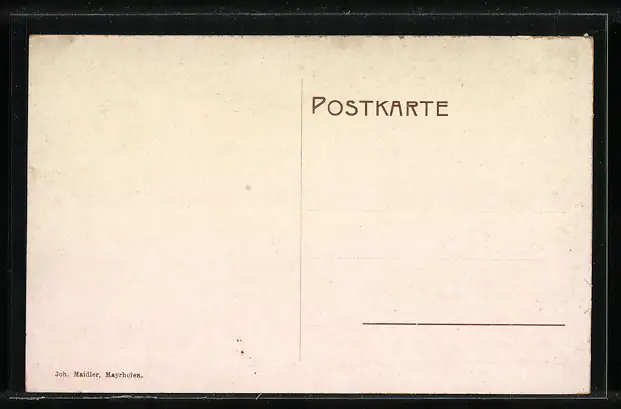 POSTKARTE
Joh. Maidler, Mayrhofen.